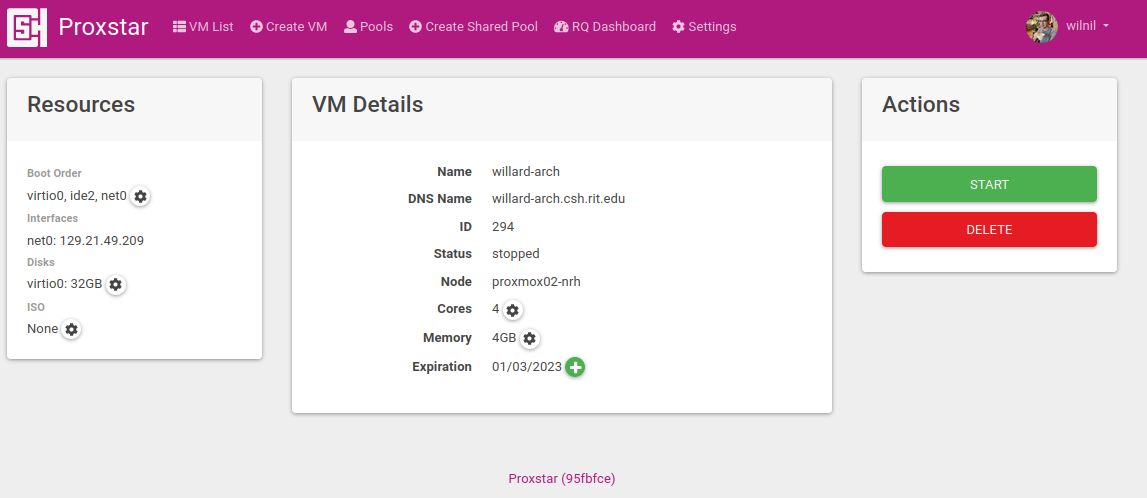 Proxstar VM List Create VM Pools Create Shared Pool RQ Dashboard Settings wilnil
Resources
Boot Order
virtio0, ide2, net0
Interfaces
net0: 129.21.49.209
Disks
virtio0: 32GB
ISO
None
VM Details
Name willard-arch
DNS Name willard-arch.csh.rit.edu
ID 294
Status stopped
Node proxmox02-nrh
Cores 4
Memory 4GB
Expiration 01/03/2023
Actions
START
DELETE
Proxstar (95fbfce)